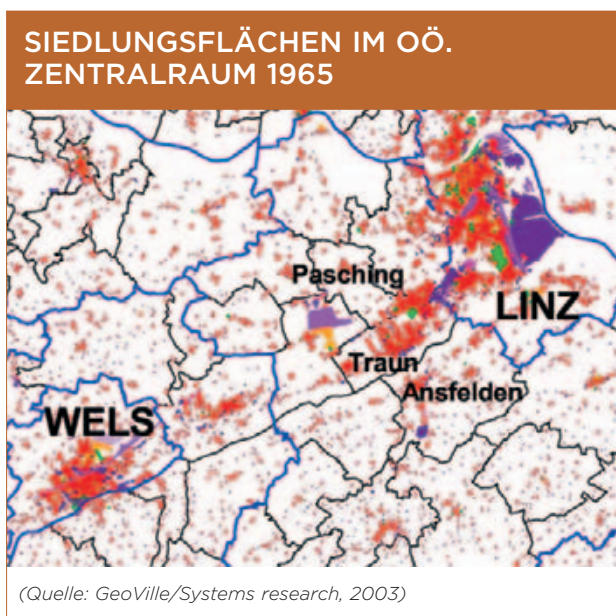 SIEDLUNGSFLÄCHEN IM OÖ.
ZENTRALRAUM 1965
Pasching
LINZ
Traun
Ansfelden
WELS
(Quelle: GeoVille/Systems research, 2003)